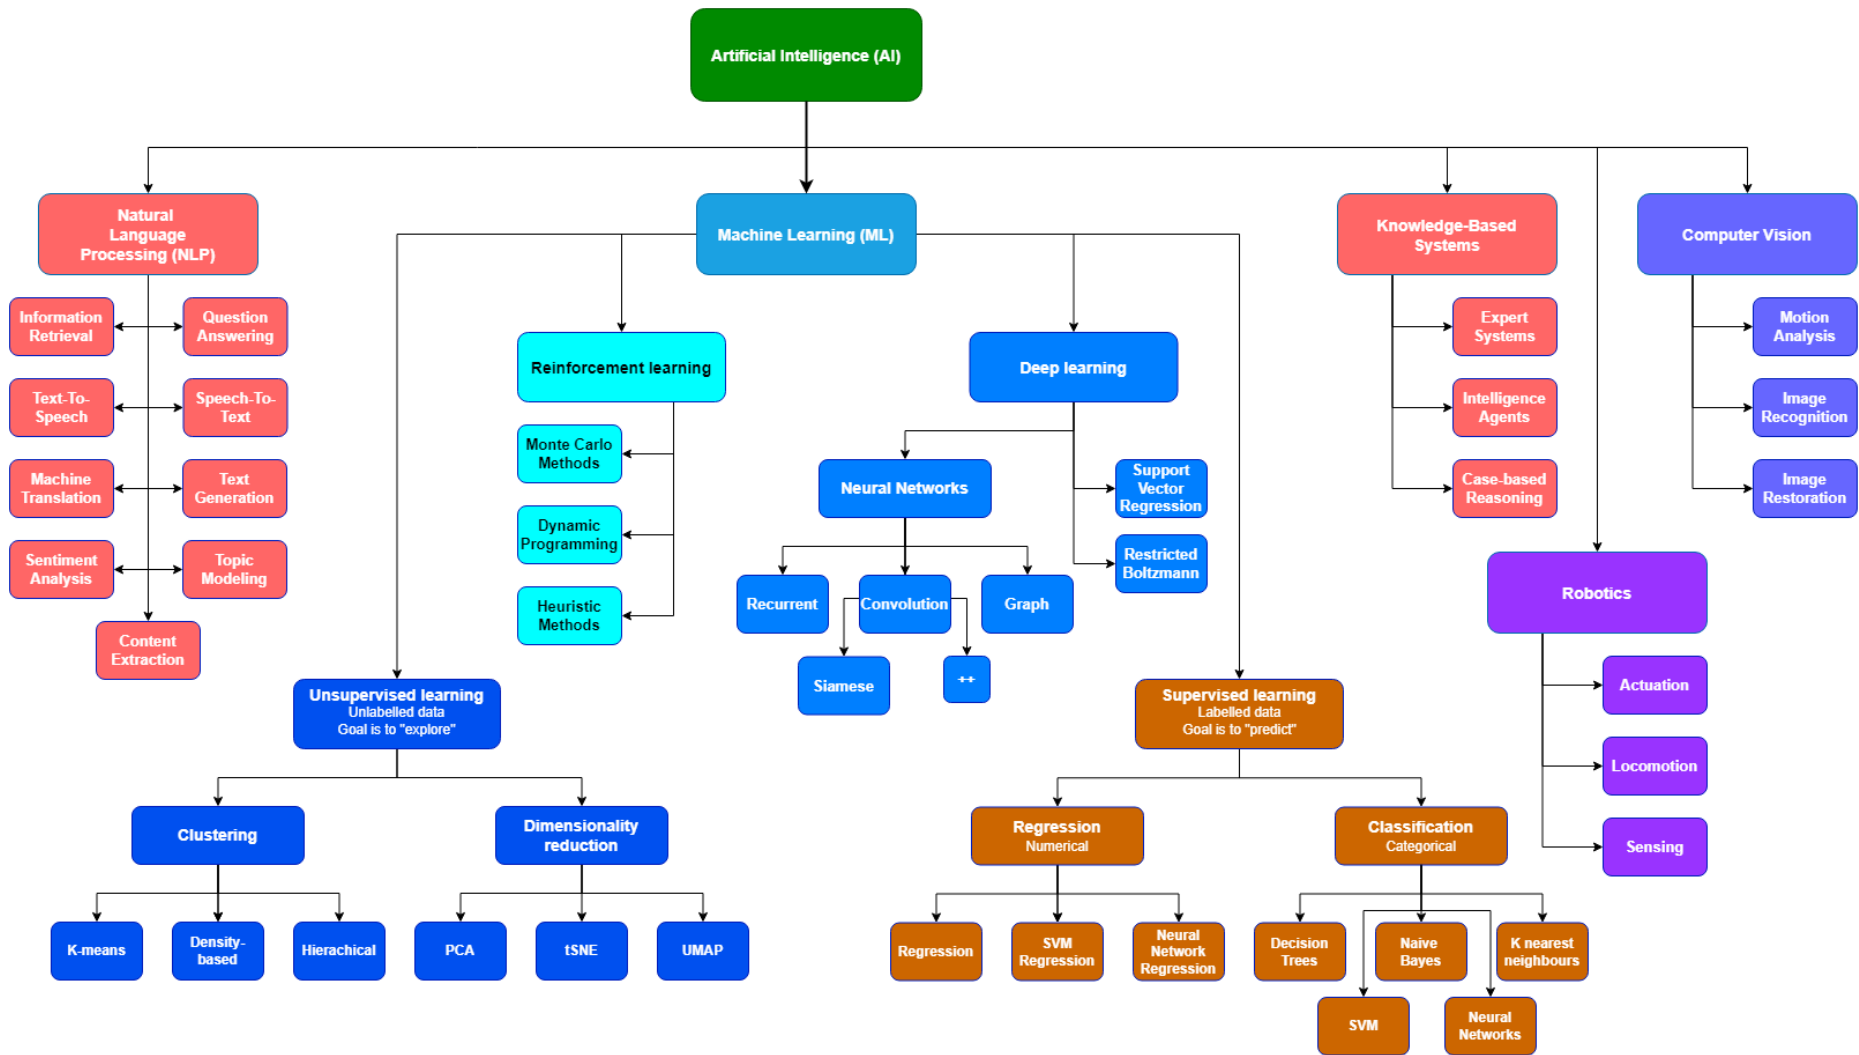 Artificial Intelligence (AI)
Natural
Language
Processing (NLP)
Machine Learning (ML)
Knowledge-Based
Systems
Computer Vision
Information
Retrieval
Question
Answering
Text-To-
Speech
Speech-To-
Text
Machine
Translation
Text
Generation
Sentiment
Analysis
Topic
Modeling
Content
Extraction
Reinforcement learning
Monte Carlo
Methods
Dynamic
Programming
Heuristic
Methods
Deep learning
Neural Networks
Support
Vector
Regression
Restricted
Boltzmann
Recurrent
Convolution
Graph
Siamese
++
Expert
Systems
Intelligence
Agents
Case-based
Reasoning
Motion
Analysis
Image
Recognition
Image
Restoration
Robotics
Actuation
Locomotion
Sensing
Unsupervised learning
Unlabelled data
Goal is to "explore"
Clustering
Dimensionality
reduction
K-means
Density-
based
Hierachical
PCA
tSNE
UMAP
Supervised learning
Labelled data
Goal is to "predict"
Regression
Numerical
Classification
Categorical
Regression
SVM
Regression
Neural
Network
Regression
Decision
Trees
Naive
Bayes
K nearest
neighbours
SVM
Neural
Networks